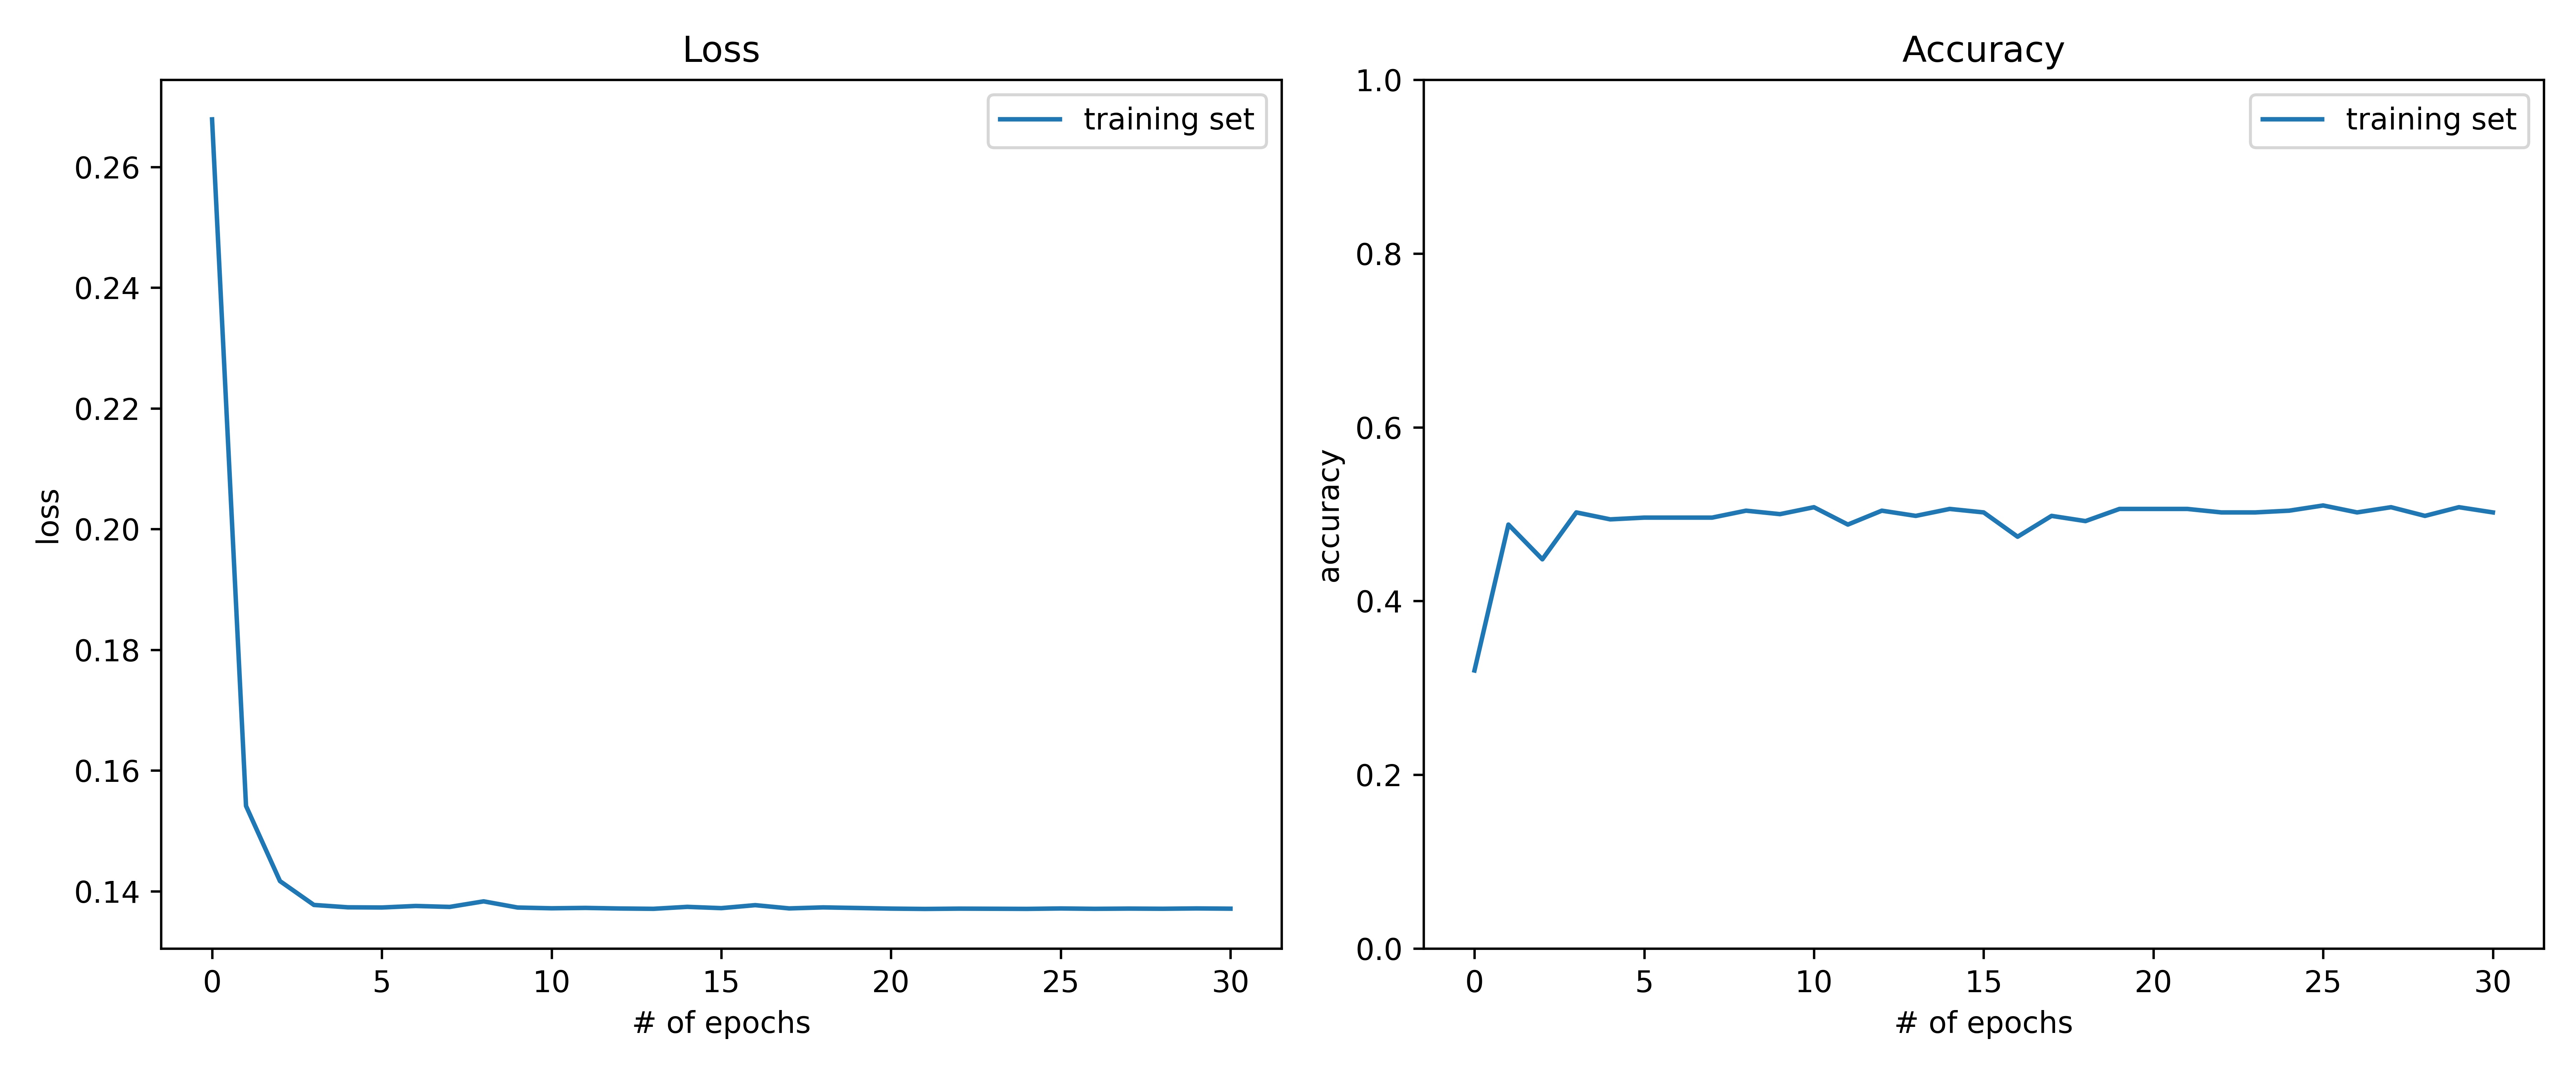 Loss
training set
0.26
0.24
0.22
0.20
0.18
0.16
0.14
loss
0 5 10 15 20 25 30
# of epochs
Accuracy
training set
1.0
0.8
0.6
0.4
0.2
0.0
accuracy
0 5 10 15 20 25 30
# of epochs